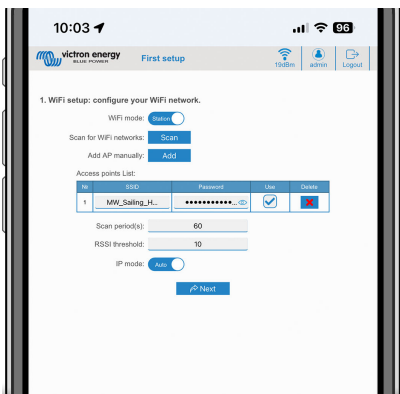 10:03
96
victron energy
BLUE POWER
First setup
19dBm
admin
Logout
1. WiFi setup: configure your WiFi network.
WiFi mode: Station
Scan for WiFi networks: Scan
Add AP manually: Add
Access points List:
Nr SSID Password Use Delete
1 MW_Sailing_H... •••••••••••...
Scan period(s): 60
RSSI threshold: 10
IP mode: Auto
Next